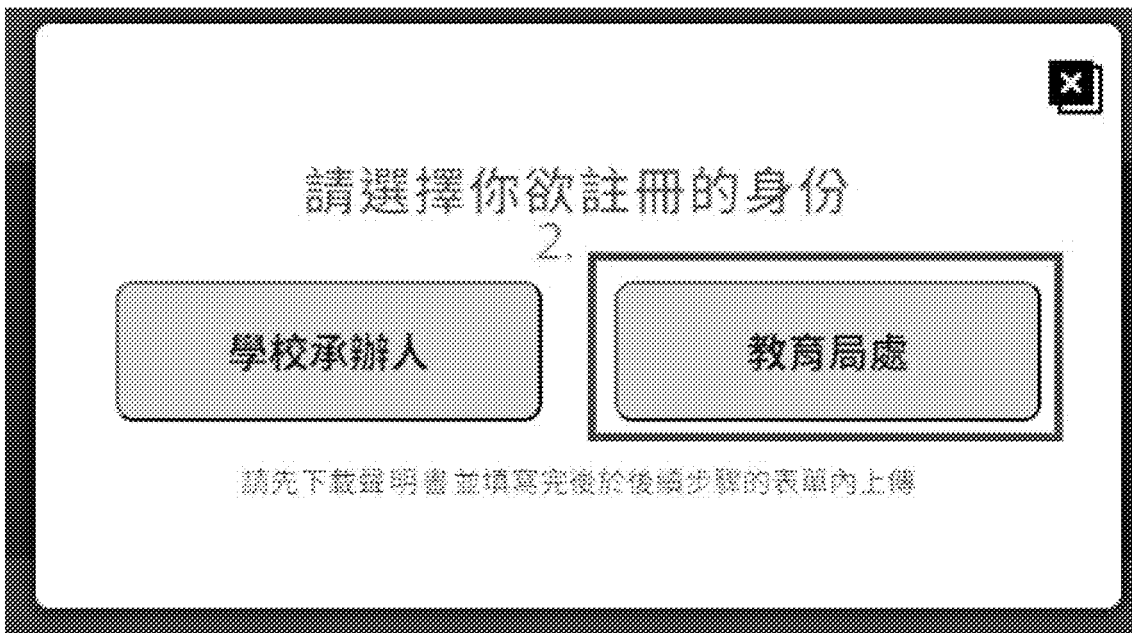 請選擇你欲註冊的身份
2.
學校承辦人
教育局處
請先下載聲明書並填寫完後於後續步驟的表單內上傳